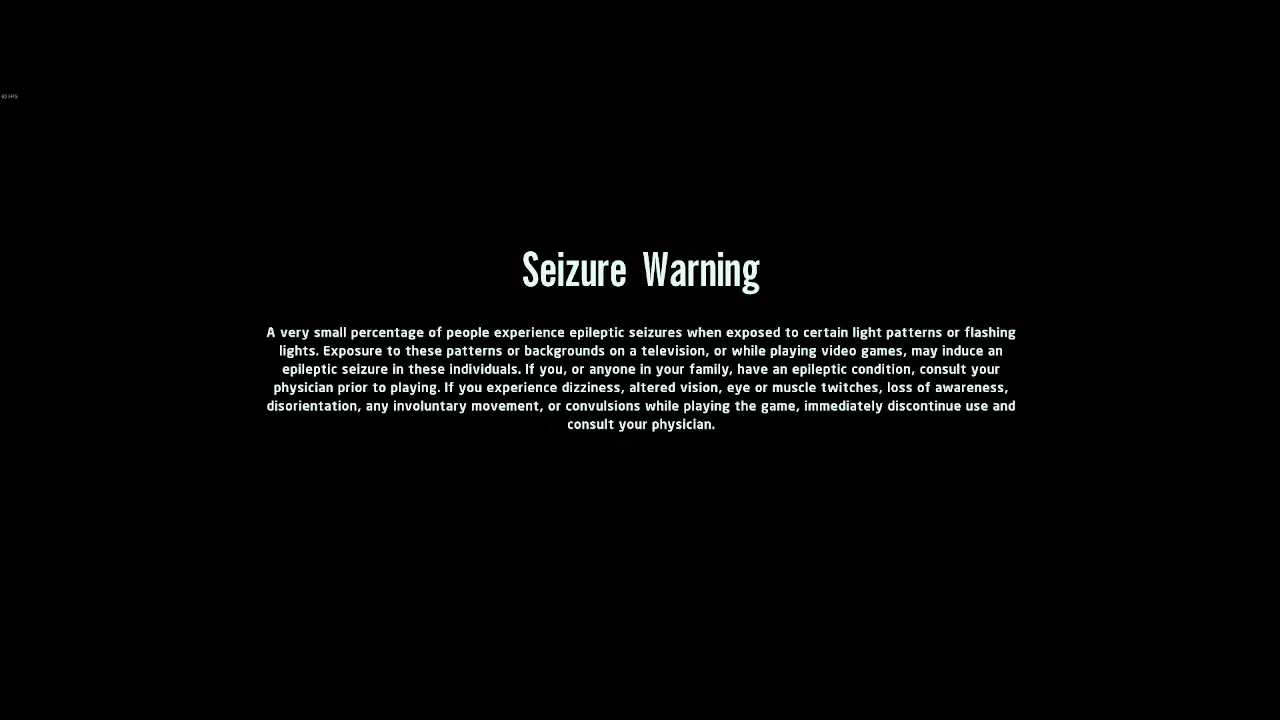 Seizure Warning
A very small percentage of people experience epileptic seizures when exposed to certain light patterns or flashing
lights. Exposure to these patterns or backgrounds on a television, or while playing video games, may induce an
epileptic seizure in these individuals. If you, or anyone in your family, have an epileptic condition, consult your
physician prior to playing. If you experience dizziness, altered vision, eye or muscle twitches, loss of awareness,
disorientation, any involuntary movement, or convulsions while playing the game, immediately discontinue use and
consult your physician.